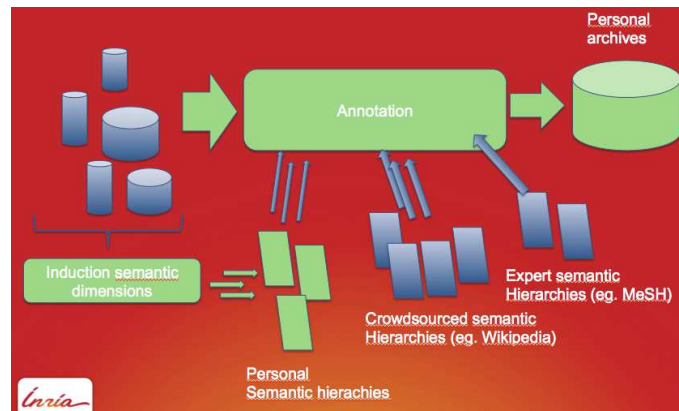 Personal
archives
Annotation
Induction semantic
dimensions
Expert semantic
Hierarchies (eg. MeSH)
Crowdsourced semantic
Hierarchies (eg. Wikipedia)
Personal
Semantic hierachies
Inria